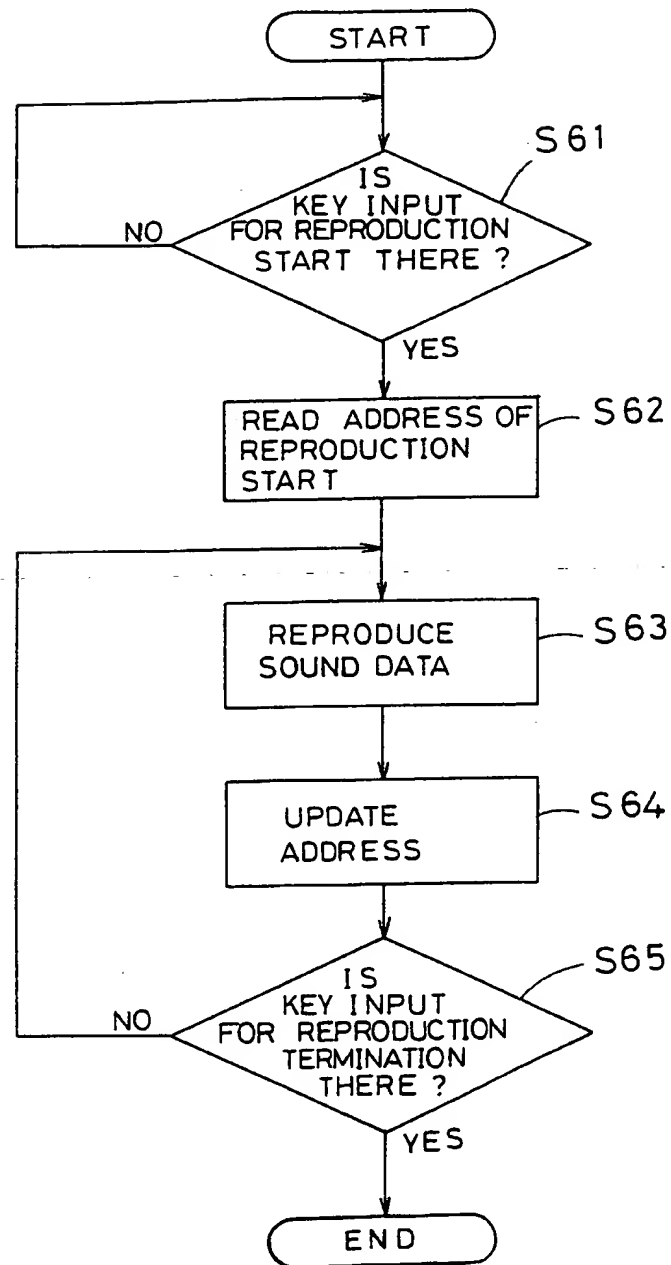 START
S61
IS
KEY INPUT
FOR REPRODUCTION
START THERE ?
NO
YES
READ ADDRESS OF
REPRODUCTION
START
S62
REPRODUCE
SOUND DATA
S63
UPDATE
ADDRESS
S64
S65
IS
KEY INPUT
FOR REPRODUCTION
TERMINATION
THERE ?
NO
YES
END